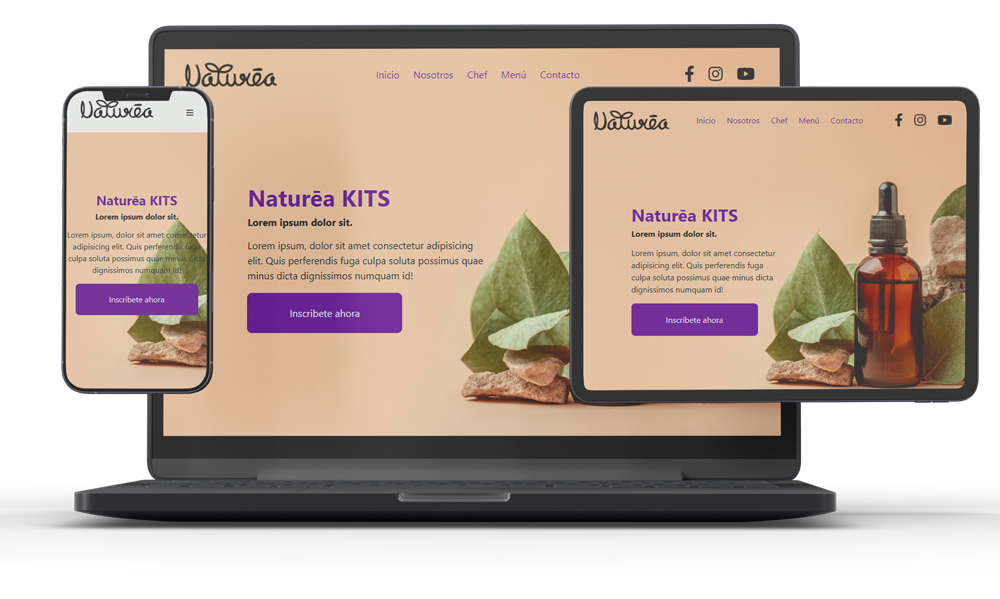 Naturēa
Naturēa KITS
Lorem ipsum dolor sit.
Lorem ipsum, dolor sit amet consectetur
adipisicing elit. Quis perferendis fuga
culpa soluta possimus quae dicta
dignissimos numquam id!
Inscribete ahora
Naturēa
Inicio Nosotros Chef Menú Contacto
Naturēa KITS
Lorem ipsum dolor sit.
Lorem ipsum, dolor sit amet consectetur adipisicing
elit. Quis perferendis fuga culpa soluta possimus quae
minus dicta dignissimos numquam id!
Inscribete ahora
Naturēa
Inicio Nosotros Chef Menú Contacto
Naturēa KITS
Lorem ipsum dolor sit.
Lorem ipsum, dolor sit amet consectetur
adipisicing elit. Quis perferendis fuga
culpa soluta possimus quae minus dicta
dignissimos numquam id!
Inscribete ahora